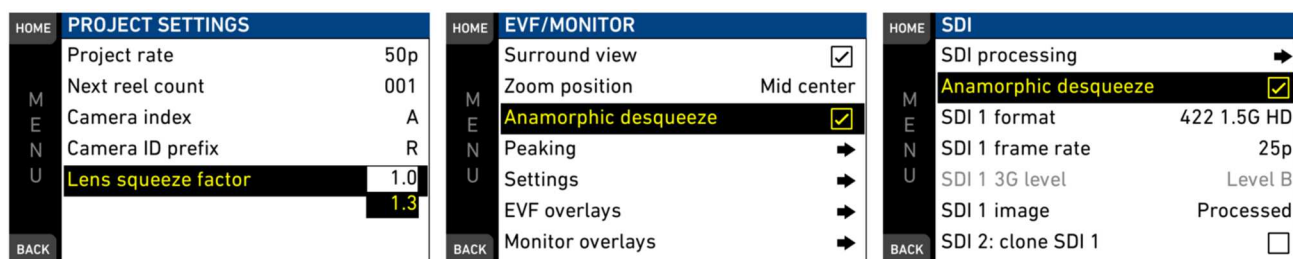 HOME PROJECT SETTINGS
Project rate 50p
Next reel count 001
Camera index A
Camera ID prefix R
Lens squeeze factor 1.0
1.3
MENU
BACK
HOME EVF/MONITOR
Surround view
Zoom position Mid center
Anamorphic desqueeze
Peaking
Settings
EVF overlays
Monitor overlays
MENU
BACK
HOME SDI
SDI processing
Anamorphic desqueeze
SDI 1 format 422 1.5G HD
SDI 1 frame rate 25p
SDI 1 3G level Level B
SDI 1 image Processed
SDI 2: clone SDI 1
MENU
BACK